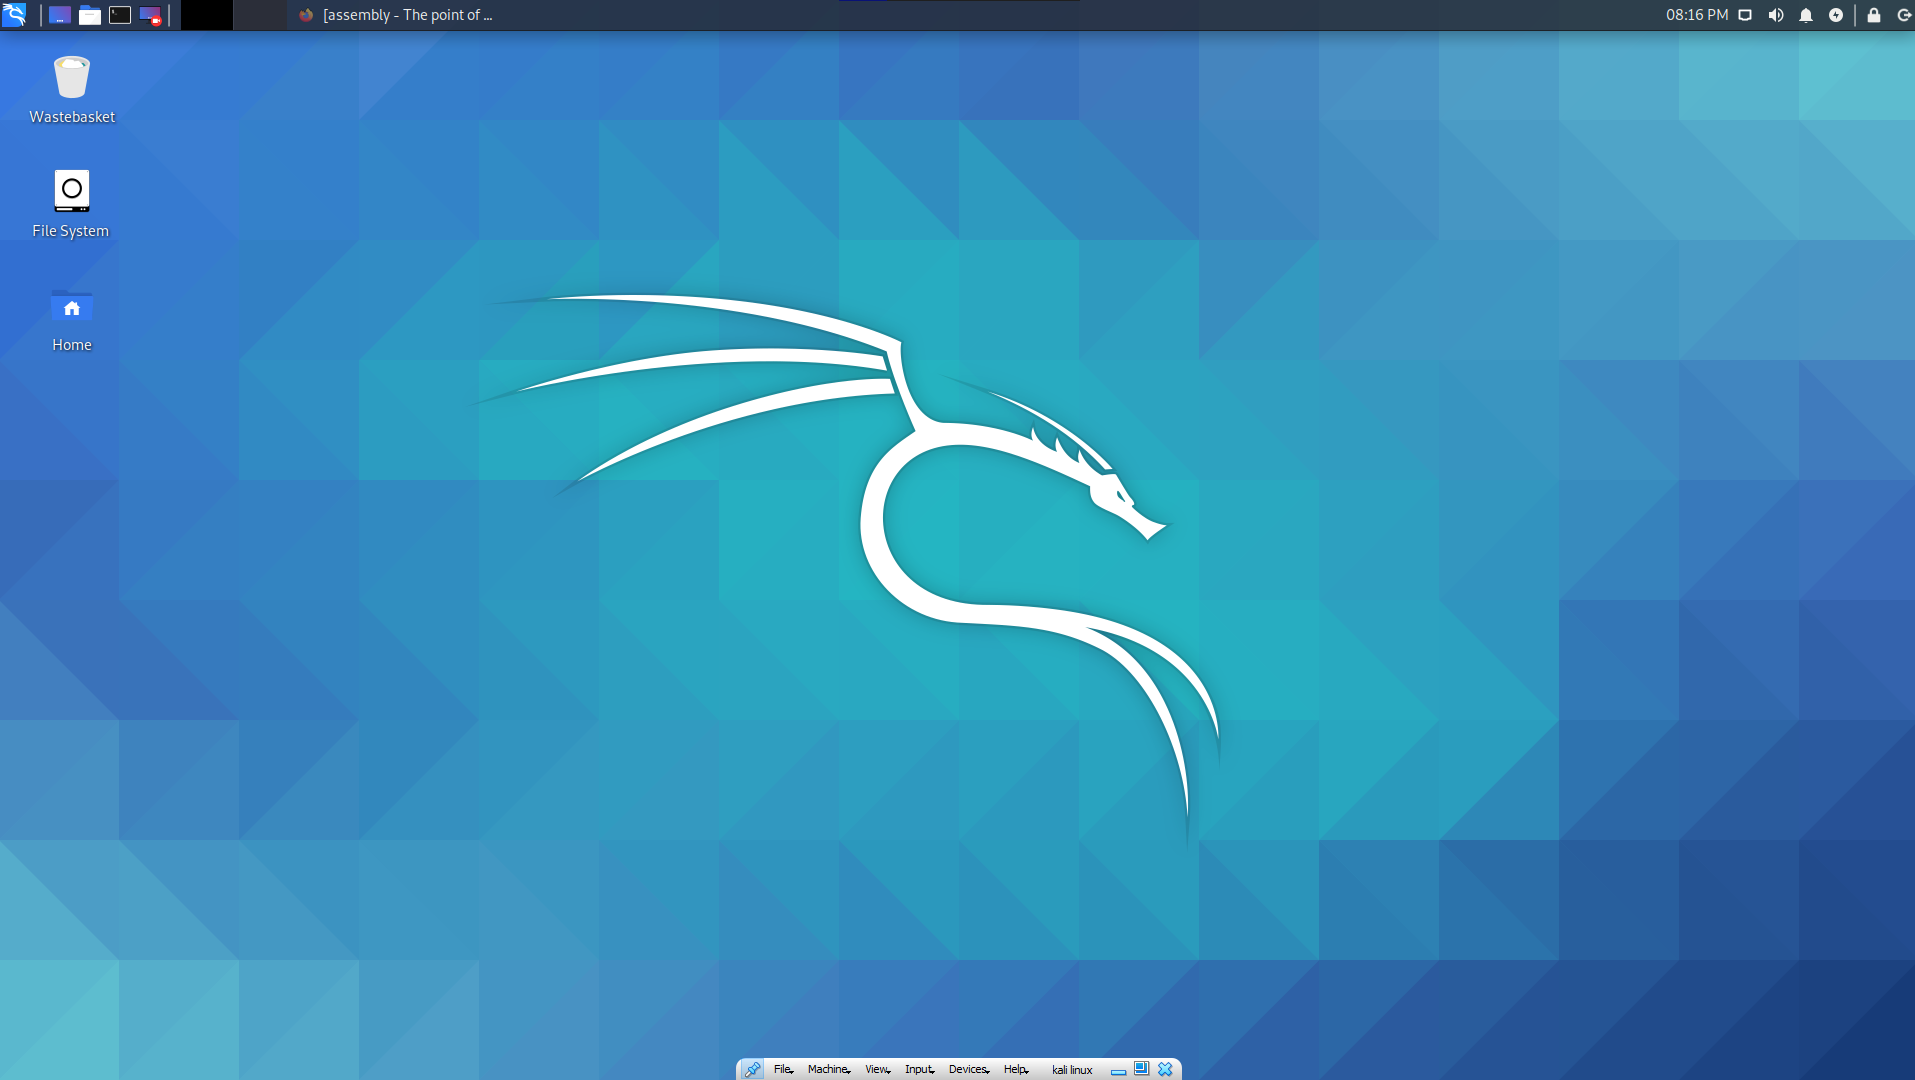 [assembly - The point of ...
08:16 PM
Wastebasket
File System
Home
File Machine View Input Devices Help kali linux